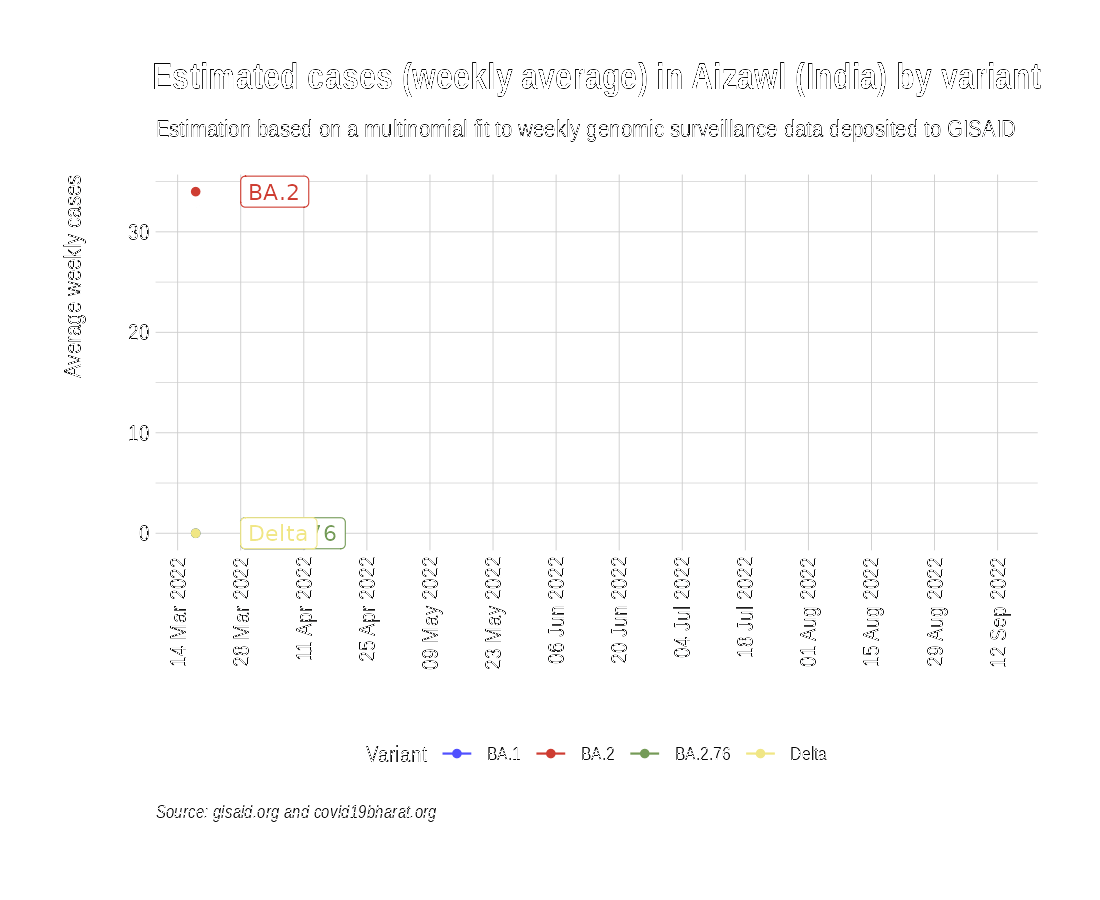 Estimated cases (weekly average) in Aizawl (India) by variant
Estimation based on a multinomial fit to weekly genomic surveillance data deposited to GISAID
Average weekly cases
30
20
10
0
BA.2
Delta
76
14 Mar 2022
28 Mar 2022
11 Apr 2022
25 Apr 2022
09 May 2022
23 May 2022
06 Jun 2022
20 Jun 2022
04 Jul 2022
18 Jul 2022
01 Aug 2022
15 Aug 2022
29 Aug 2022
12 Sep 2022
Variant BA.1 BA.2 BA.2.76 Delta
Source: gisaid.org and covid19bharat.org